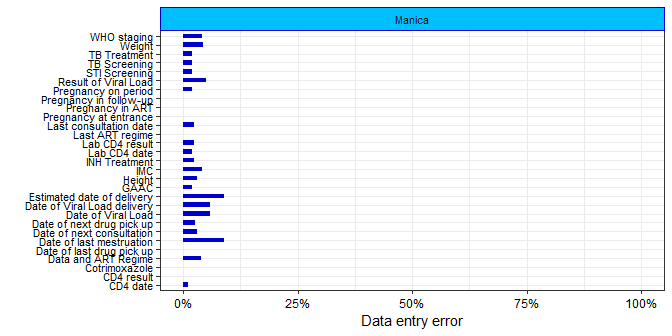 Manica
WHO staging
Weight
TB Treatment
TB Screening
STI Screening
Result of Viral Load
Pregnancy on period
Pregnancy in follow-up
Pregnancy in ART
Pregnancy at entrance
Last consultation date
Last ART regime
Lab CD4 result
Lab CD4 date
INH Treatment
IMC
Height
GAAC
Estimated date of delivery
Date of Viral Load delivery
Date of Viral Load
Date of next drug pick up
Date of next consultation
Date of last mestruation
Date of last drug pick up
Data and ART Regime
Cotrimoxazole
CD4 result
CD4 date
0% 25% 50% 75% 100%
Data entry error